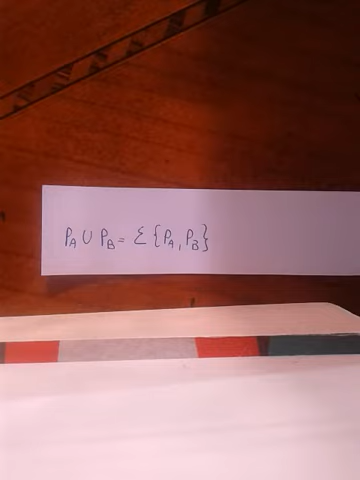 P_A ∪ P_B = Σ{P_A, P_B}